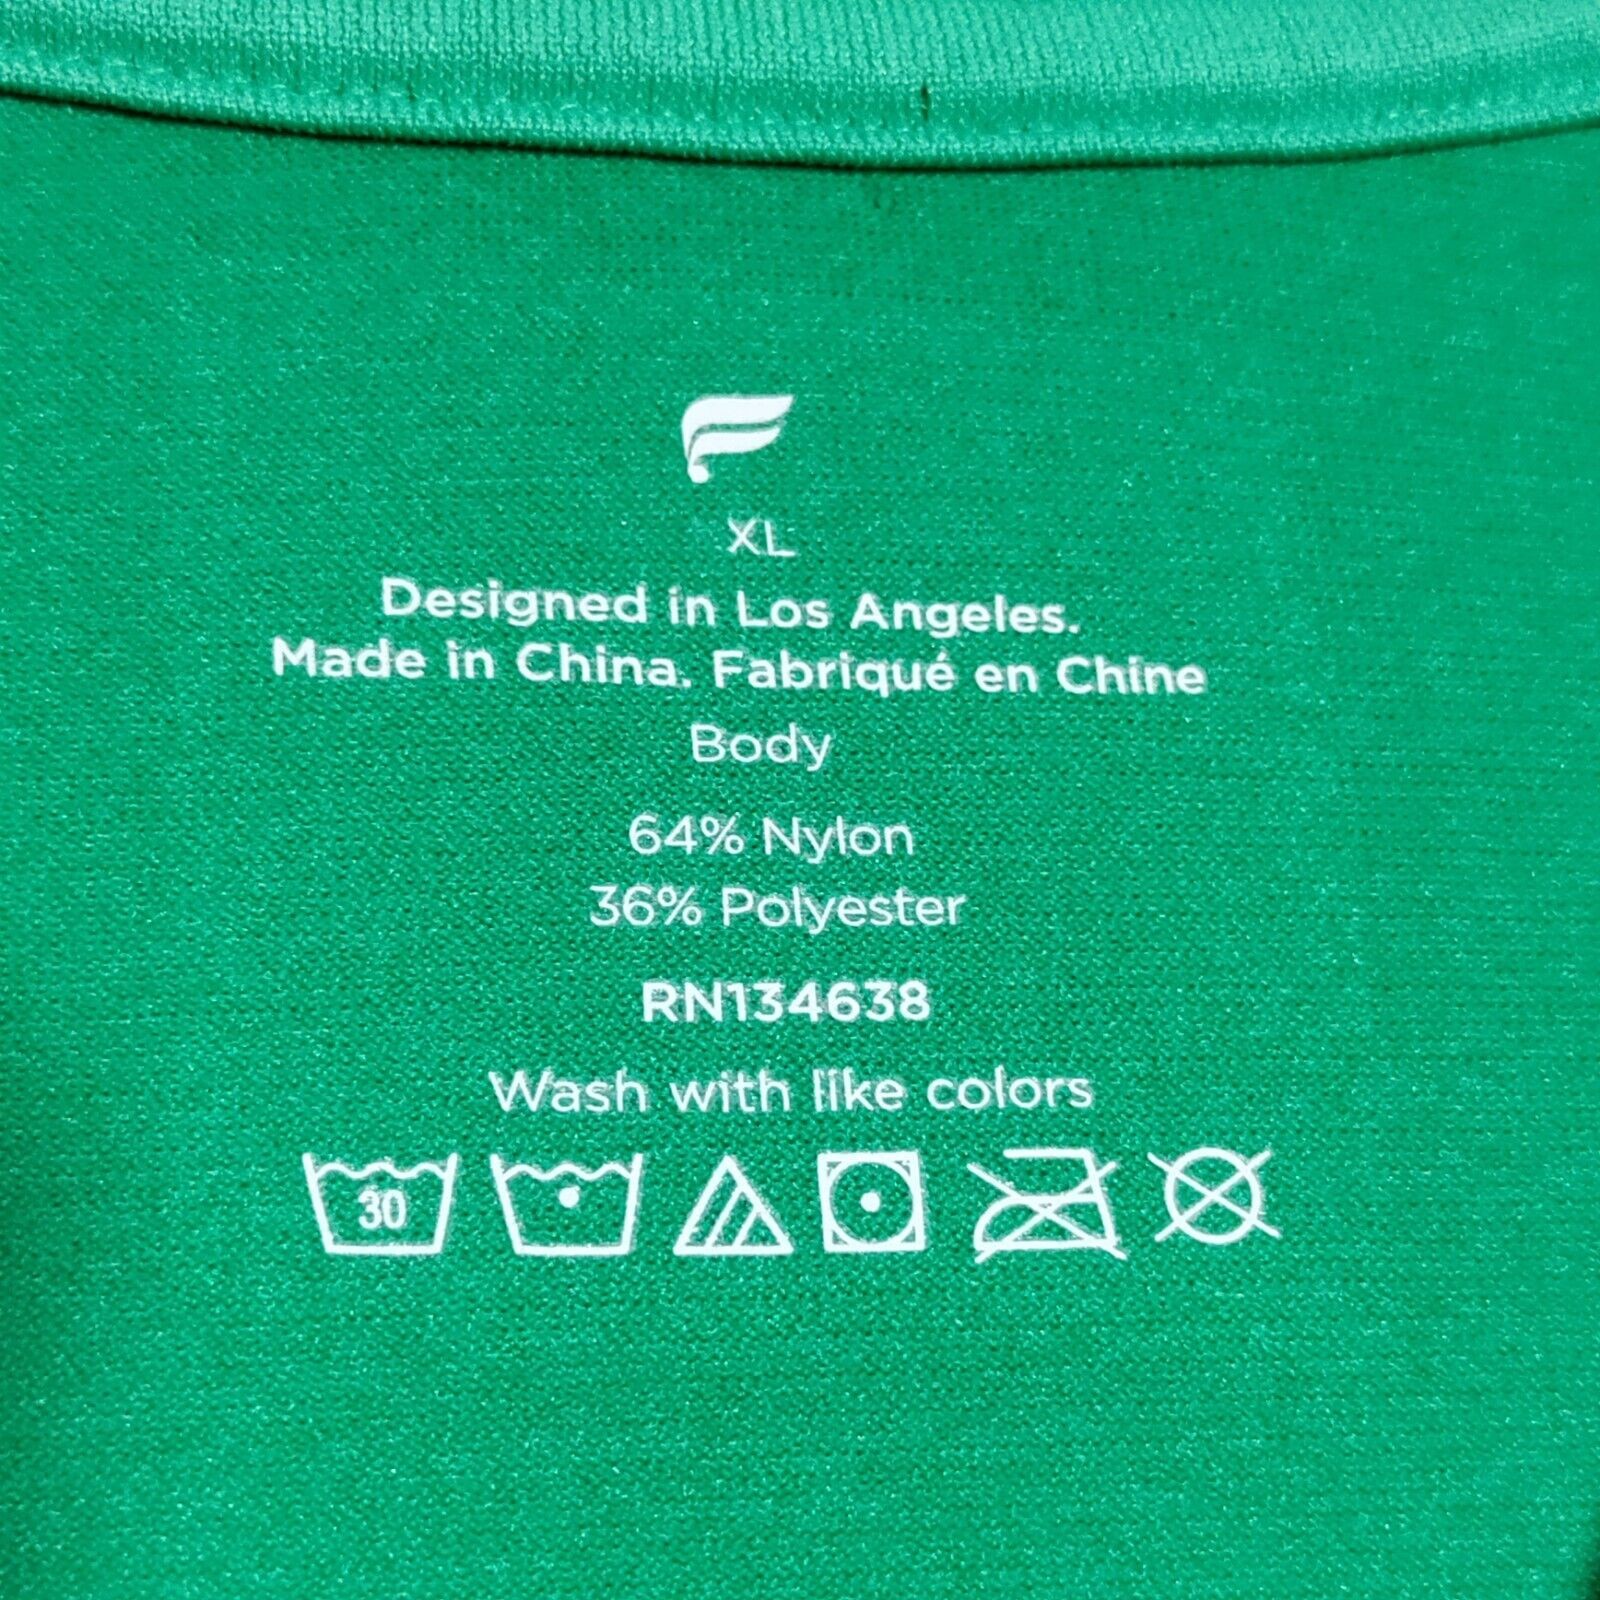 XL
Designed in Los Angeles.
Made in China. Fabriqué en Chine
Body
64% Nylon
36% Polyester
RN134638
Wash with like colors
30